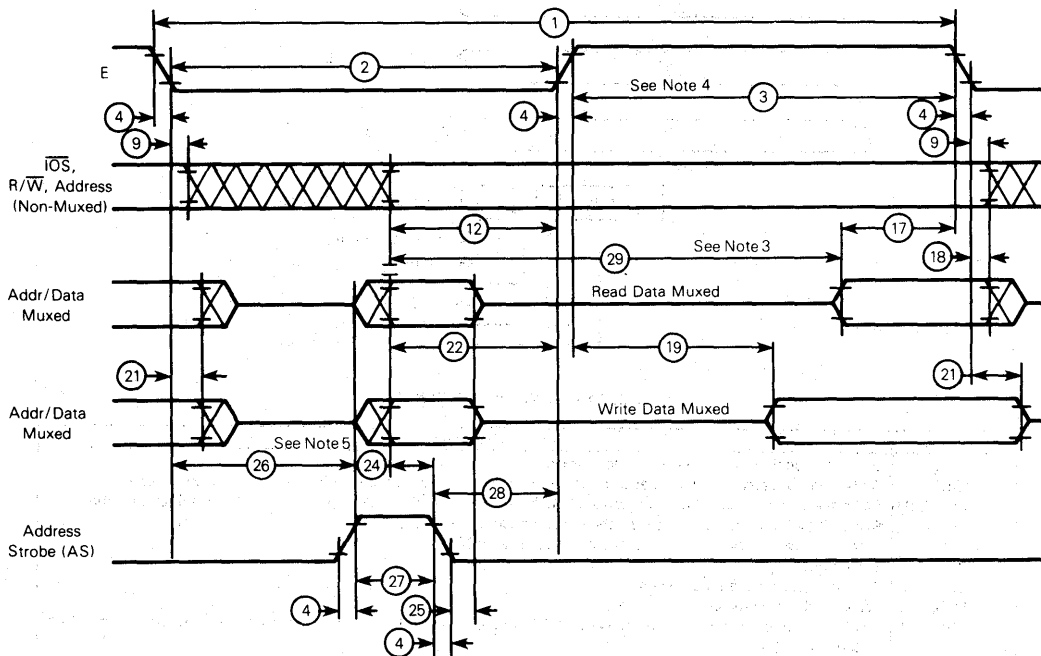 1
E
2
See Note 4
3
4
4
4
9
9
IOS,
R/W, Address
(Non-Muxed)
12
17
29
See Note 3
18
Addr/Data
Muxed
Read Data Muxed
22
19
21
21
Addr/Data
Muxed
Write Data Muxed
See Note 5
26
24
28
Address
Strobe (AS)
27
4
25
4